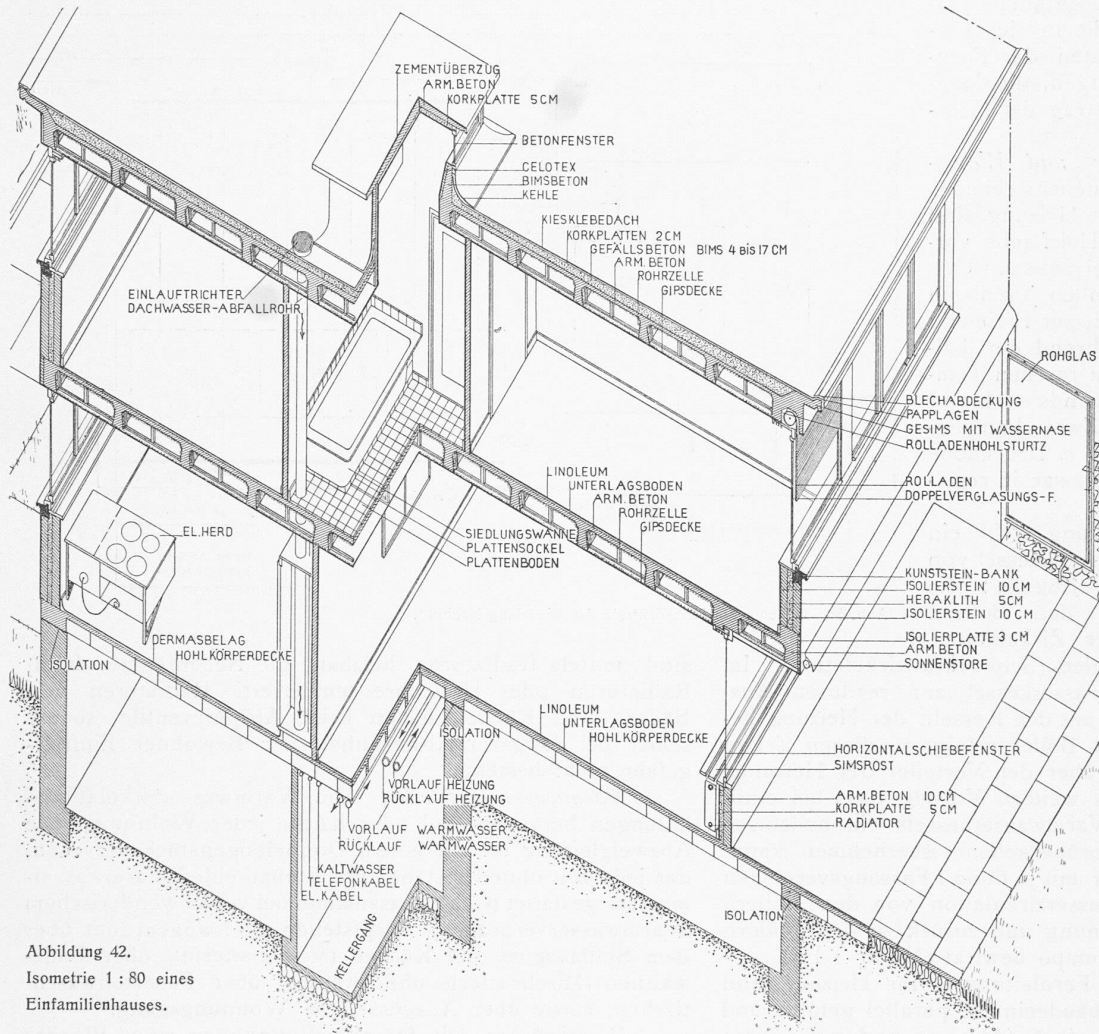 ZEMENTÜBERZUG
ARM.BETON
KORKPLATTE 5CM
BETONFENSTER
CELOTEX
BIMSBETON
KEHLE
KIESKLEBEDACH
KORKPLATTEN 2CM
GEFÄLLSBETON BIMS 4 BIS 17 CM
ARM.BETON
ROHRZELLE
GIPSDECKE
EINLAUFTRICHTER
DACHWASSER-ABFALLROHR
ROHGLAS
BLECHABDECKUNG
PAPPLAGEN
GESIMS MIT WASSERNASE
ROLLADENHOHLSTURTZ
ROLLADEN
DOPPELVERGLASUNGS-F.
LINOLEUM
UNTERLAGSBODEN
ARM.BETON
ROHRZELLE
GIPSDECKE
EL.HERD
SIEDLUNGSWANNE
PLATTENSOCKEL
PLATTENBODEN
KUNSTSTEIN-BANK
ISOLIERSTEIN 10 CM
HERAKLITH 5CM
ISOLIERSTEIN 10 CM
ISOLIERPLATTE 3 CM
ARM.BETON
SONNENSTORE
DERMASBELAG
HOHLKÖRPERDECKE
ISOLATION
ISOLATION
LINOLEUM
UNTERLAGSBODEN
HOHLKÖRPERDECKE
HORIZONTALSCHIEBEFENSTER
SIMSROST
ARM.BETON 10 CM
KORKPLATTE 5 CM
RADIATOR
VORLAUF HEIZUNG
RÜCKLAUF HEIZUNG
VORLAUF WARMWASSER
RÜCKLAUF WARMWASSER
KALTWASSER
TELEFONKABEL
EL.KABEL
KELLERGANG
ISOLATION
Abbildung 42.
Isometrie 1 : 80 eines
Einfamilienhauses.